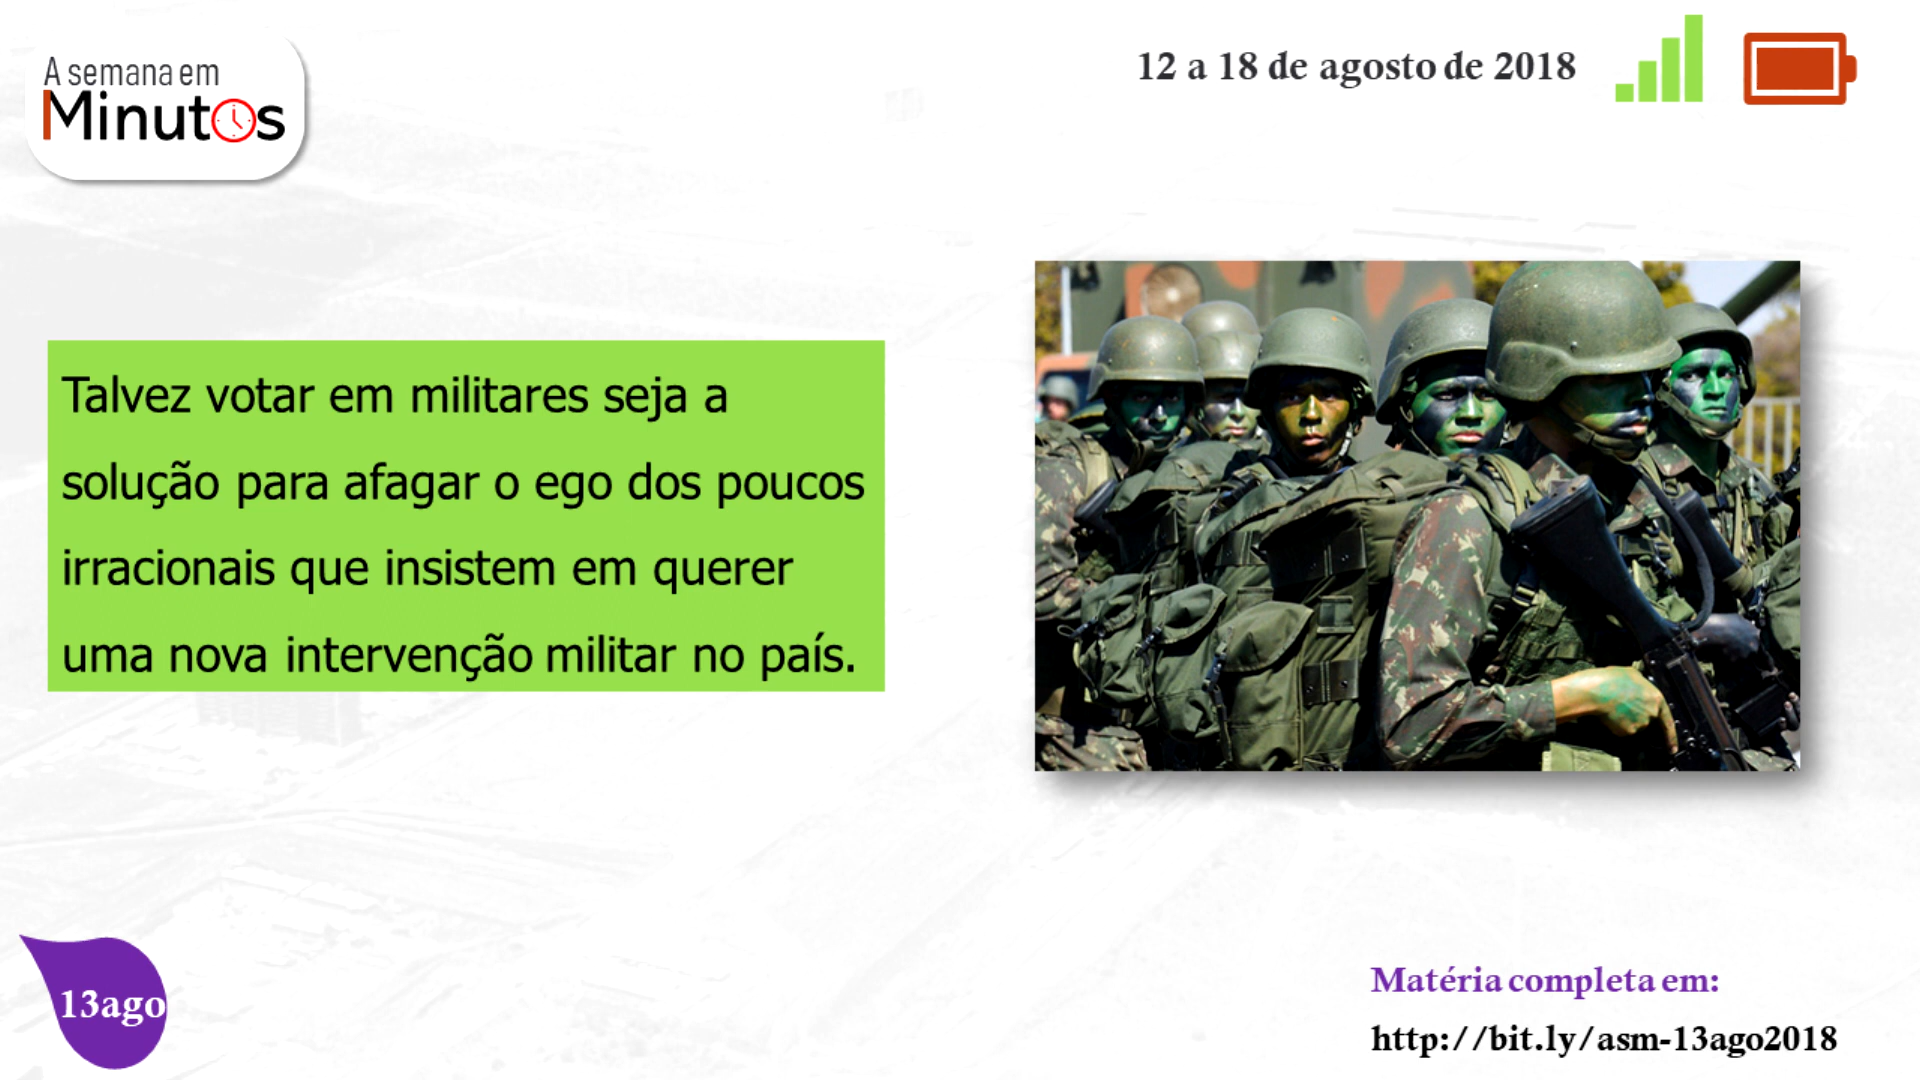 A semana em
Minutos
12 a 18 de agosto de 2018
Talvez votar em militares seja a
solução para afagar o ego dos poucos
irracionais que insistem em querer
uma nova intervenção militar no país.
13ago
Matéria completa em:
http://bit.ly/asm-13ago2018